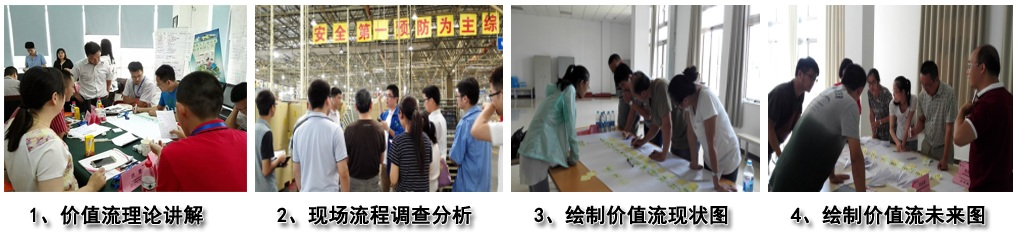 安全第一 预防为主 综
1、价值流理论讲解
2、现场流程调查分析
3、绘制价值流现状图
4、绘制价值流未来图